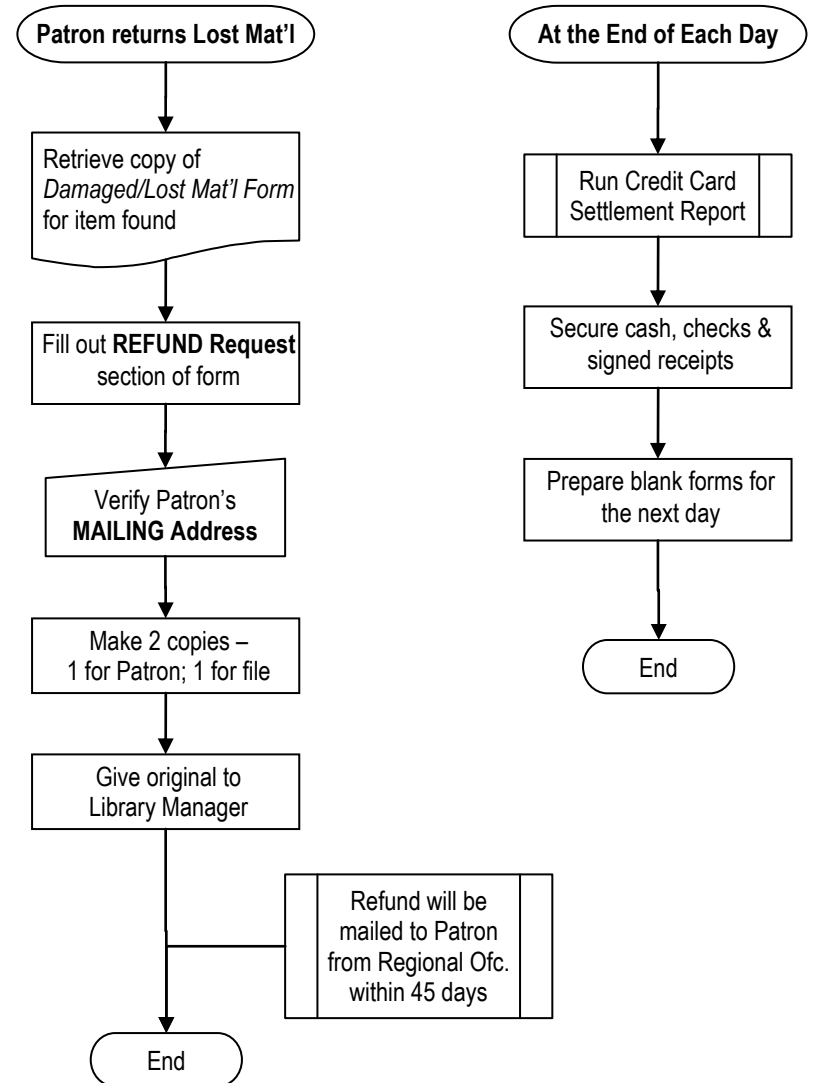 Patron returns Lost Mat’l
Retrieve copy of
Damaged/Lost Mat’l Form
for item found
Fill out REFUND Request
section of form
Verify Patron’s
MAILING Address
Make 2 copies –
1 for Patron; 1 for file
Give original to
Library Manager
Refund will be
mailed to Patron
from Regional Ofc.
within 45 days
End
At the End of Each Day
Run Credit Card
Settlement Report
Secure cash, checks &
signed receipts
Prepare blank forms for
the next day
End